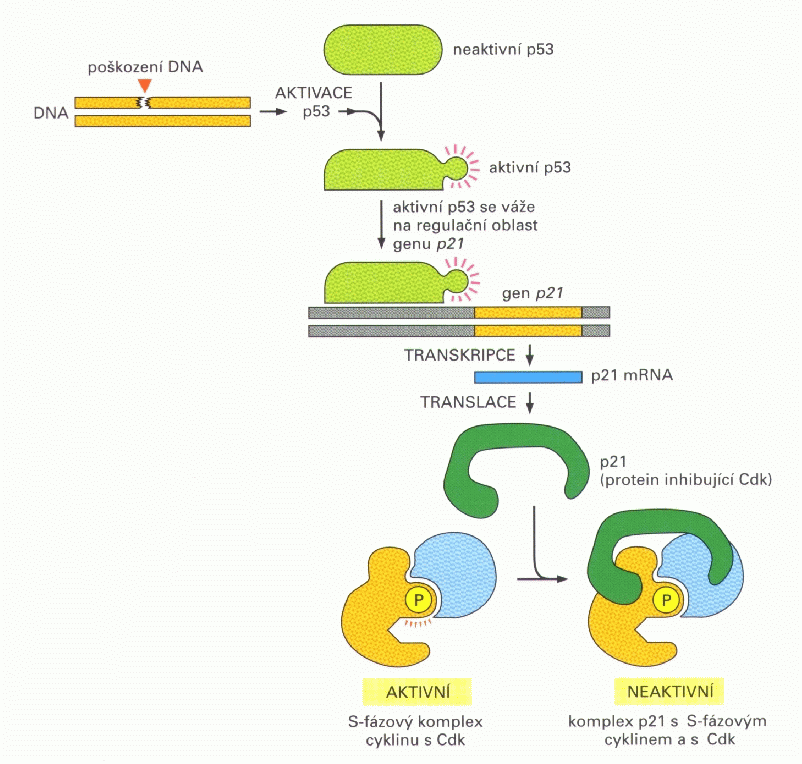 neaktivní p53
poškození DNA
DNA
AKTIVACE
p53
aktivní p53
aktivní p53 se váže
na regulační oblast
genu p21
gen p21
TRANSKRIPCE
p21 mRNA
TRANSLACE
p21
(protein inhibující Cdk)
P
P
AKTIVNÍ
NEAKTIVNÍ
S-fázový komplex
cyklinu s Cdk
komplex p21 s S-fázovým
cyklinem a s Cdk